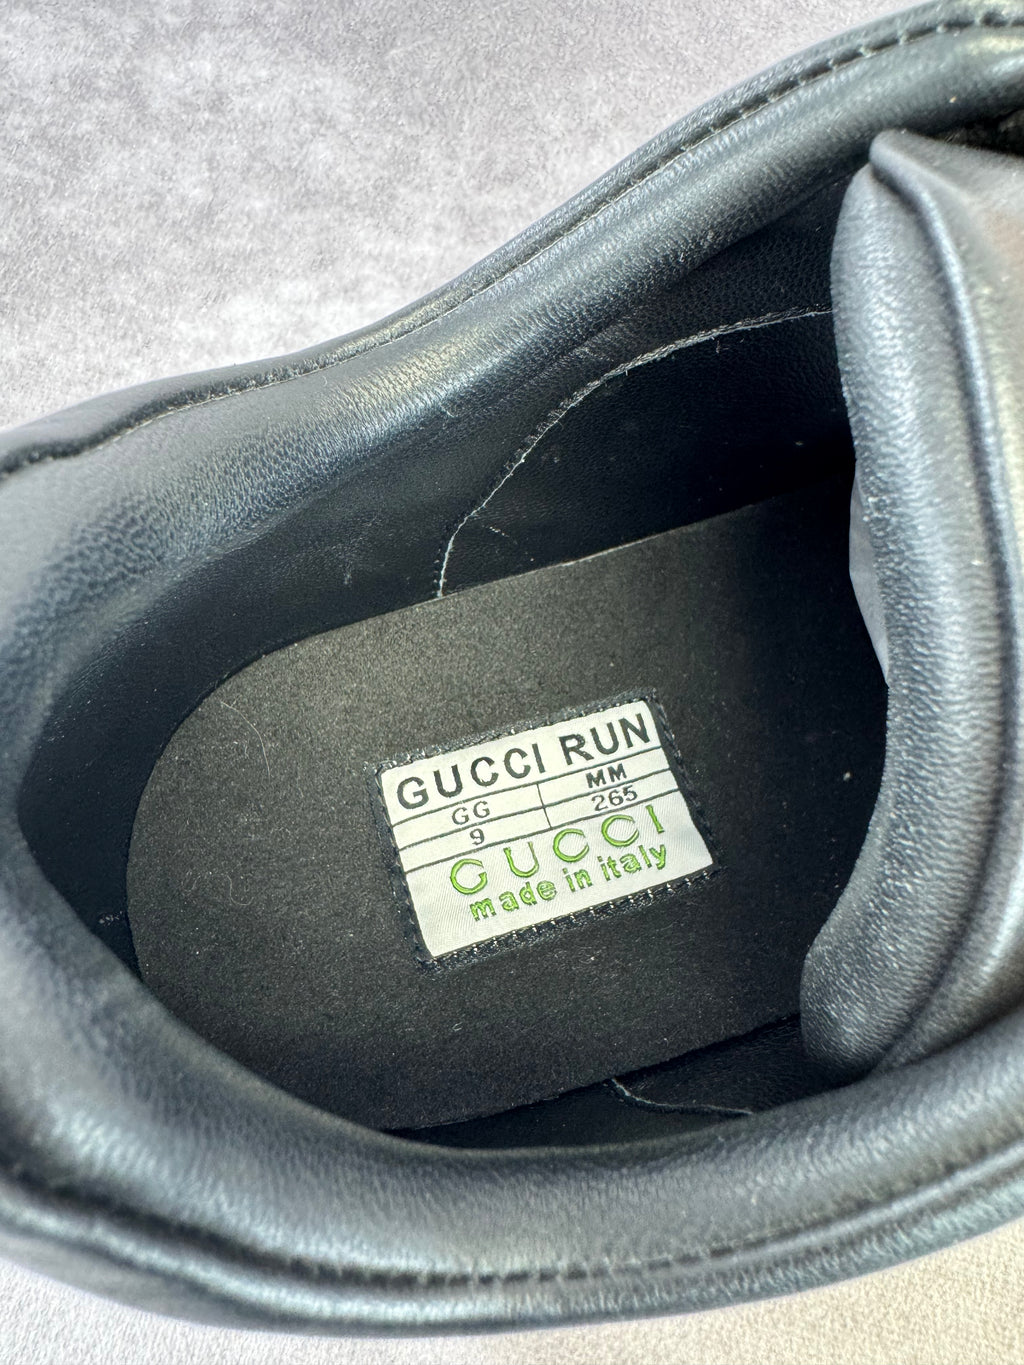 GUCCI RUN
GG MM
9 265
GUCCI
made in italy